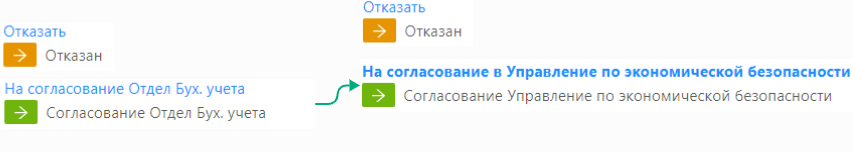 Отказать
Отказан
На согласование Отдел Бух. учета
Согласование Отдел Бух. учета
Отказать
Отказан
На согласование в Управление по экономической безопасности
Согласование Управление по экономической безопасности